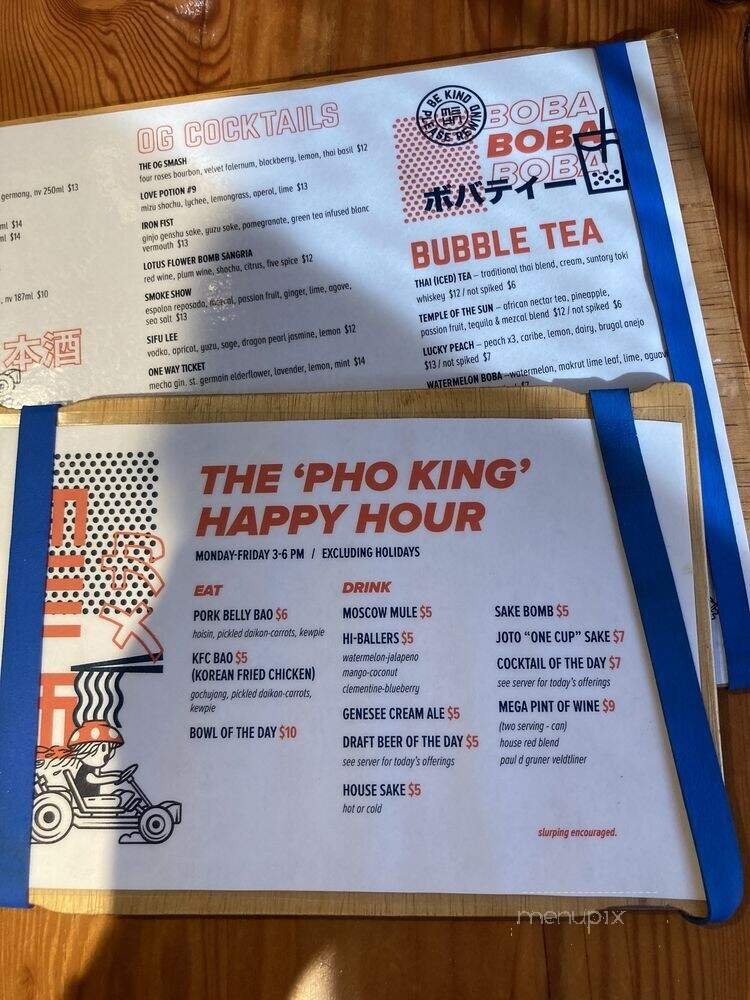 germany, nv 250ml $13
ml $14
ml $14
, nv 187ml $10
本酒
OG COCKTAILS
THE OG SMASH
four roses bourbon, velvet falernum, blackberry, lemon, thai basil $12
LOVE POTION #9
mizu shochu, lychee, lemongrass, aperol, lime $13
IRON FIST
ginjo genshu sake, yuzu sake, pomegranate, green tea infused blanc
vermouth $13
LOTUS FLOWER BOMB SANGRIA
red wine, plum wine, shochu, citrus, five spice $12
SMOKE SHOW
espolon reposado, mezcal, passion fruit, ginger, lime, agave,
sea salt $13
SIFU LEE
vodka, apricot, yuzu, sage, dragon pearl jasmine, lemon $12
ONE WAY TICKET
mecha gin, st. germain elderflower, lavender, lemon, mint $14
BE KIND
PLEASE REWIND
BOBA
BOBA
BOBA
ボバティー
BUBBLE TEA
THAI (ICED) TEA – traditional thai blend, cream, suntory toki
whiskey $12 / not spiked $6
TEMPLE OF THE SUN – african nectar tea, pineapple,
passion fruit, tequila & mezcal blend $12 / not spiked $6
LUCKY PEACH – peach x3, caribe, lemon, dairy, brugal anejo
$13 / not spiked $7
WATERMELON BOBA –watermelon, makrut lime leaf, lime, aguav
THE ‘PHO KING’
HAPPY HOUR
MONDAY-FRIDAY 3-6 PM / EXCLUDING HOLIDAYS
EAT
PORK BELLY BAO $6
hoisin, pickled daikon-carrots, kewpie
KFC BAO $5
(KOREAN FRIED CHICKEN)
gochujang, pickled daikon-carrots,
kewpie
BOWL OF THE DAY $10
DRINK
MOSCOW MULE $5
HI-BALLERS $5
watermelon-jalapeno
mango-coconut
clementine-blueberry
GENESEE CREAM ALE $5
DRAFT BEER OF THE DAY $5
see server for today's offerings
HOUSE SAKE $5
hot or cold
SAKE BOMB $5
JOTO “ONE CUP” SAKE $7
COCKTAIL OF THE DAY $7
see server for today's offerings
MEGA PINT OF WINE $9
(two serving - can)
house red blend
paul d gruner veldtliner
slurping encouraged.
menupix